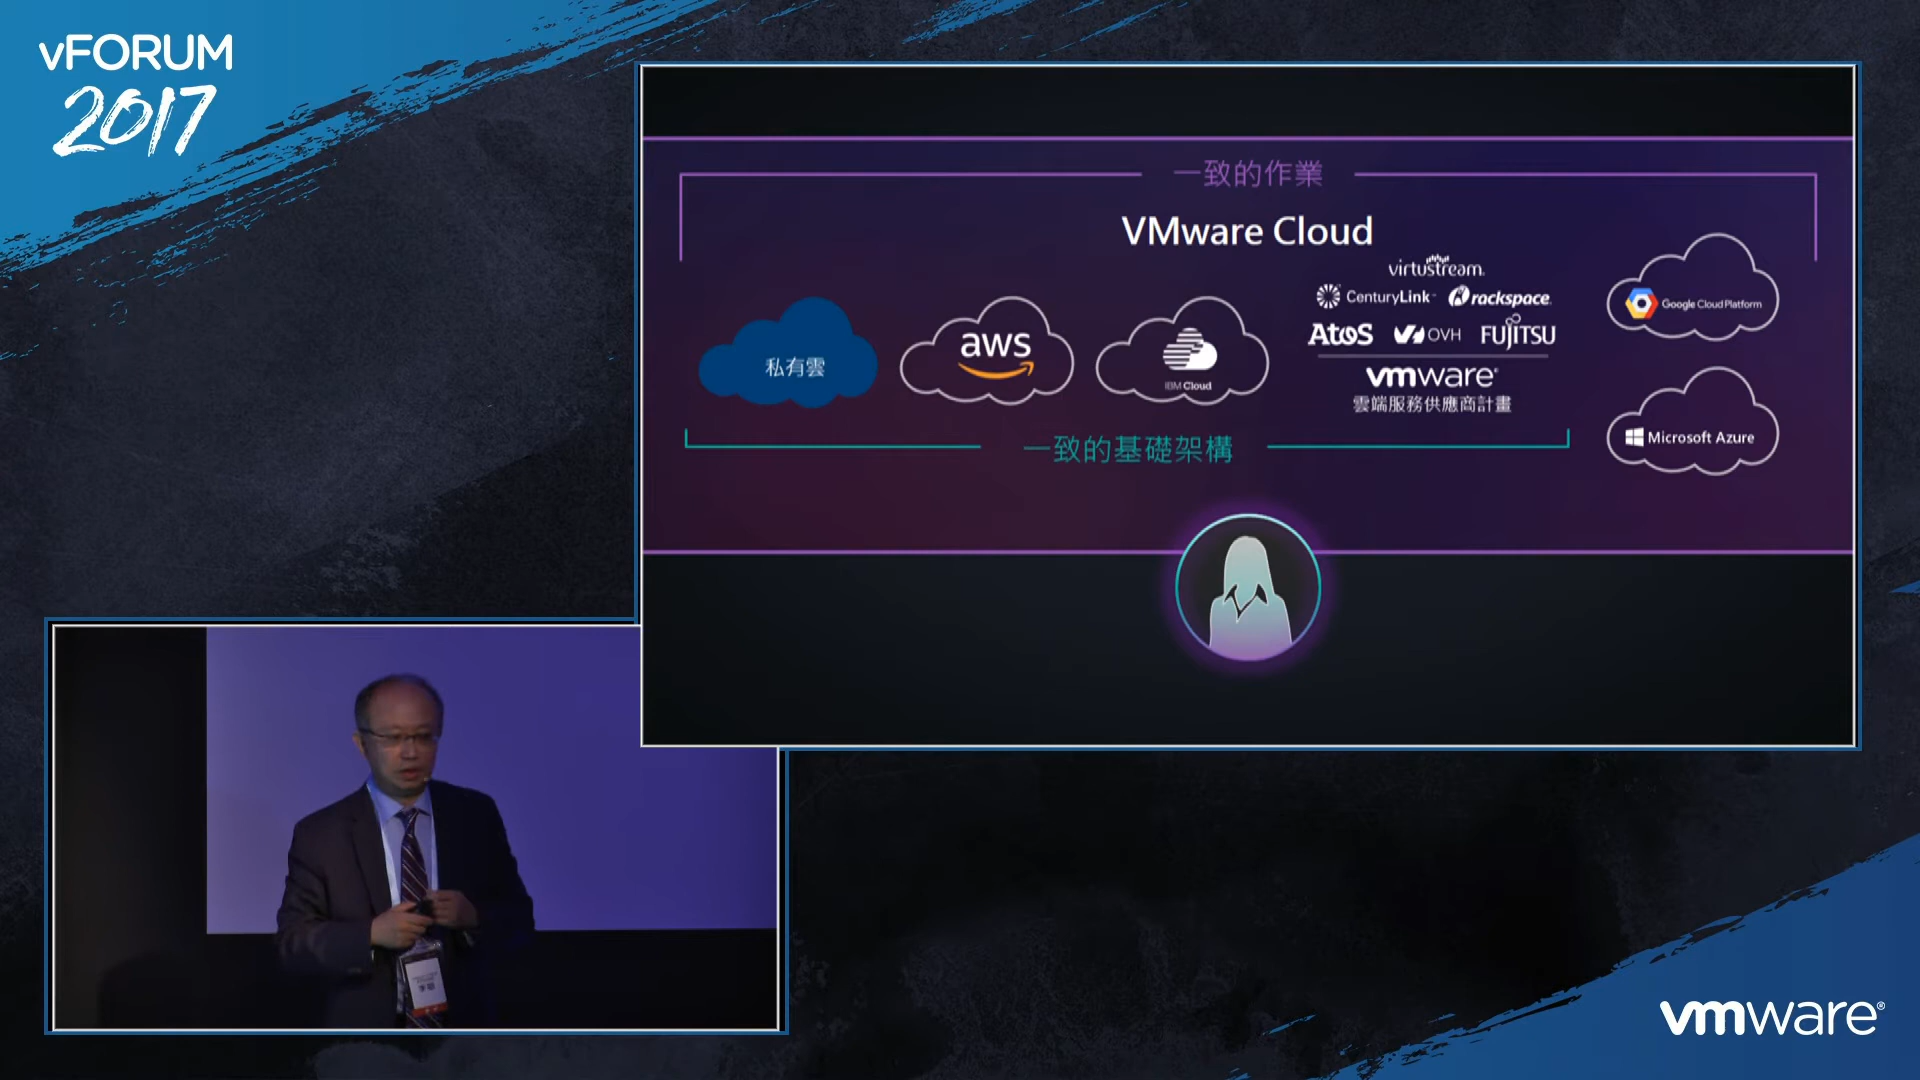 vFORUM
2017
一致的作業
VMware Cloud
virtustream.
CenturyLink™ rackspace.
Atos OVH FUJITSU
vmware®
雲端服務供應商計畫
私有雲
aws
IBM Cloud
Google Cloud Platform
Microsoft Azure
一致的基礎架構
vmware®